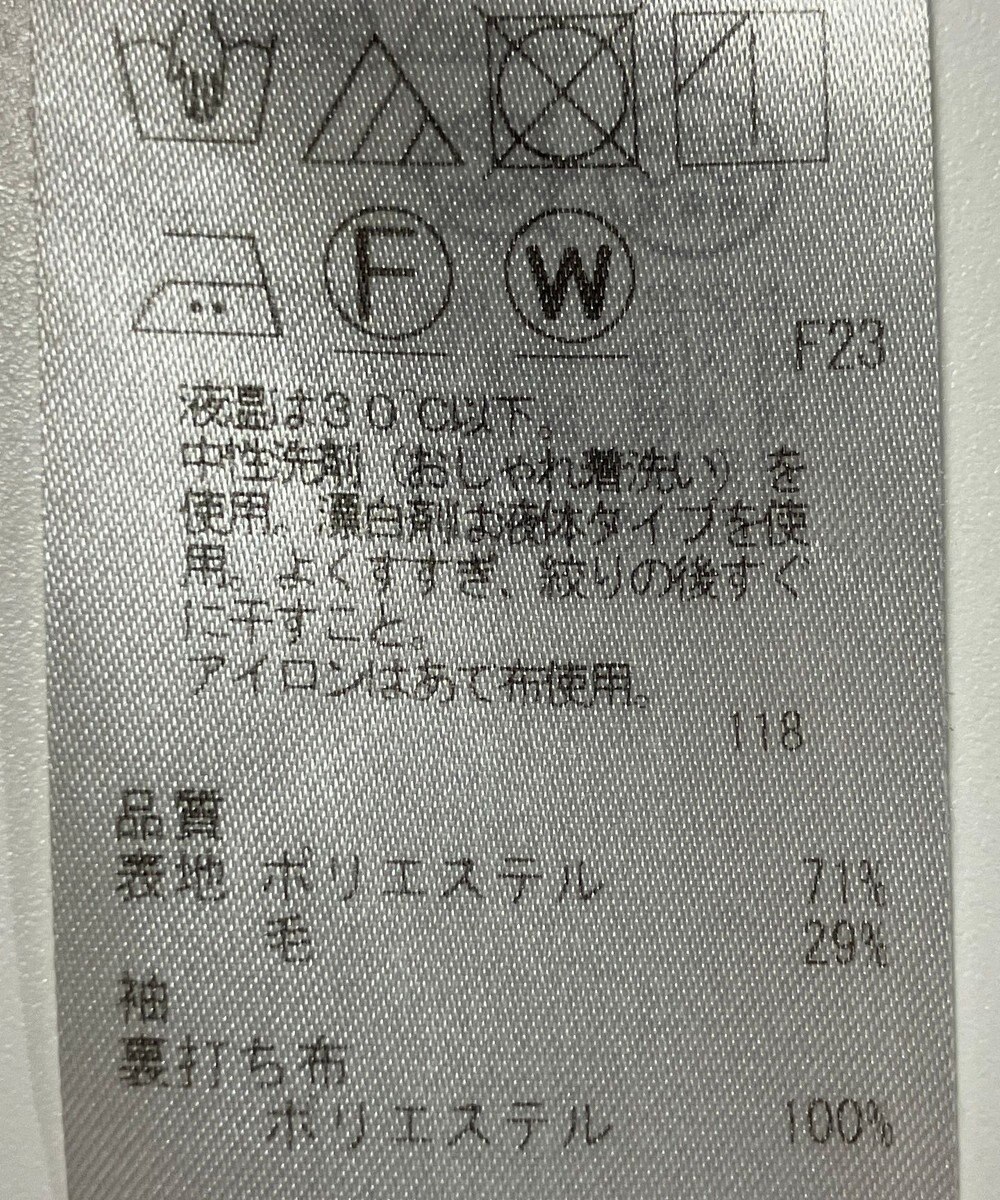 F W
F23
液温は30℃以下。
中性洗剤（おしゃれ着洗い）を
使用。漂白剤は液体タイプを使
用。よくすすぎ、絞りの後すぐ
に干すこと。
アイロンはあて布使用。
118
品質
表地 ポリエステル 71%
毛 29%
袖
裏打ち布
ポリエステル 100%